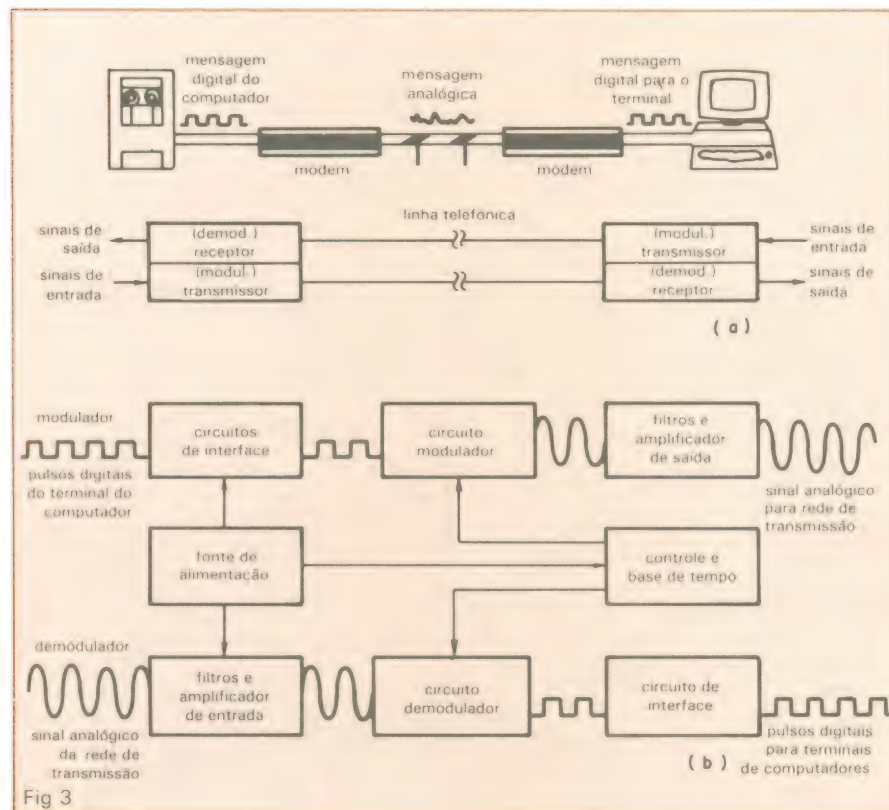 mensagem
digital do
computador
mensagem
analógica
mensagem
digital para o
terminal
modem
módem
linha telefónica
sinais de
saída
(demod.)
receptor
(modul.)
transmissor
sinais de
entrada
sinais de
entrada
(modul.)
transmissor
(demod.)
receptor
sinais de
saída
(a)
modulador
pulsos digitais
do terminal do
computador
circuitos
de interface
circuito
modulador
filtros e
amplificador
de saída
sinal analógico
para rede de
transmissão
fonte de
alimentação
controle e
base de tempo
demodulador
sinal analógico
da rede de
transmissão
filtros e
amplificador
de entrada
circuito
demodulador
circuito de
interface
pulsos digitais
para terminais
de computadores
(b)
Fig 3